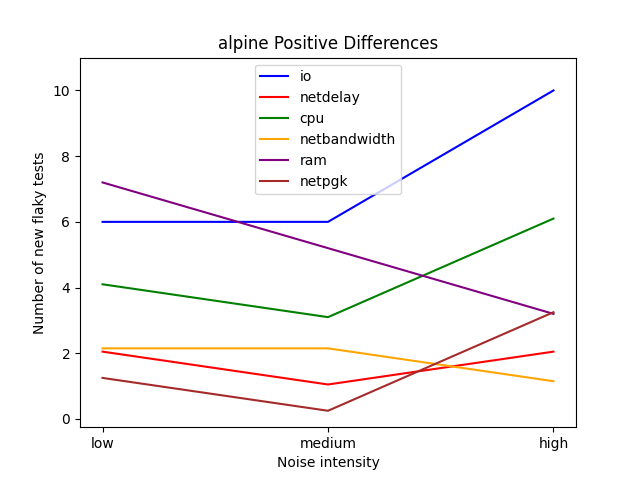 alpine Positive Differences
io
netdelay
cpu
netbandwidth
ram
netpgk
Number of new flaky tests
10
8
6
4
2
0
low medium high
Noise intensity